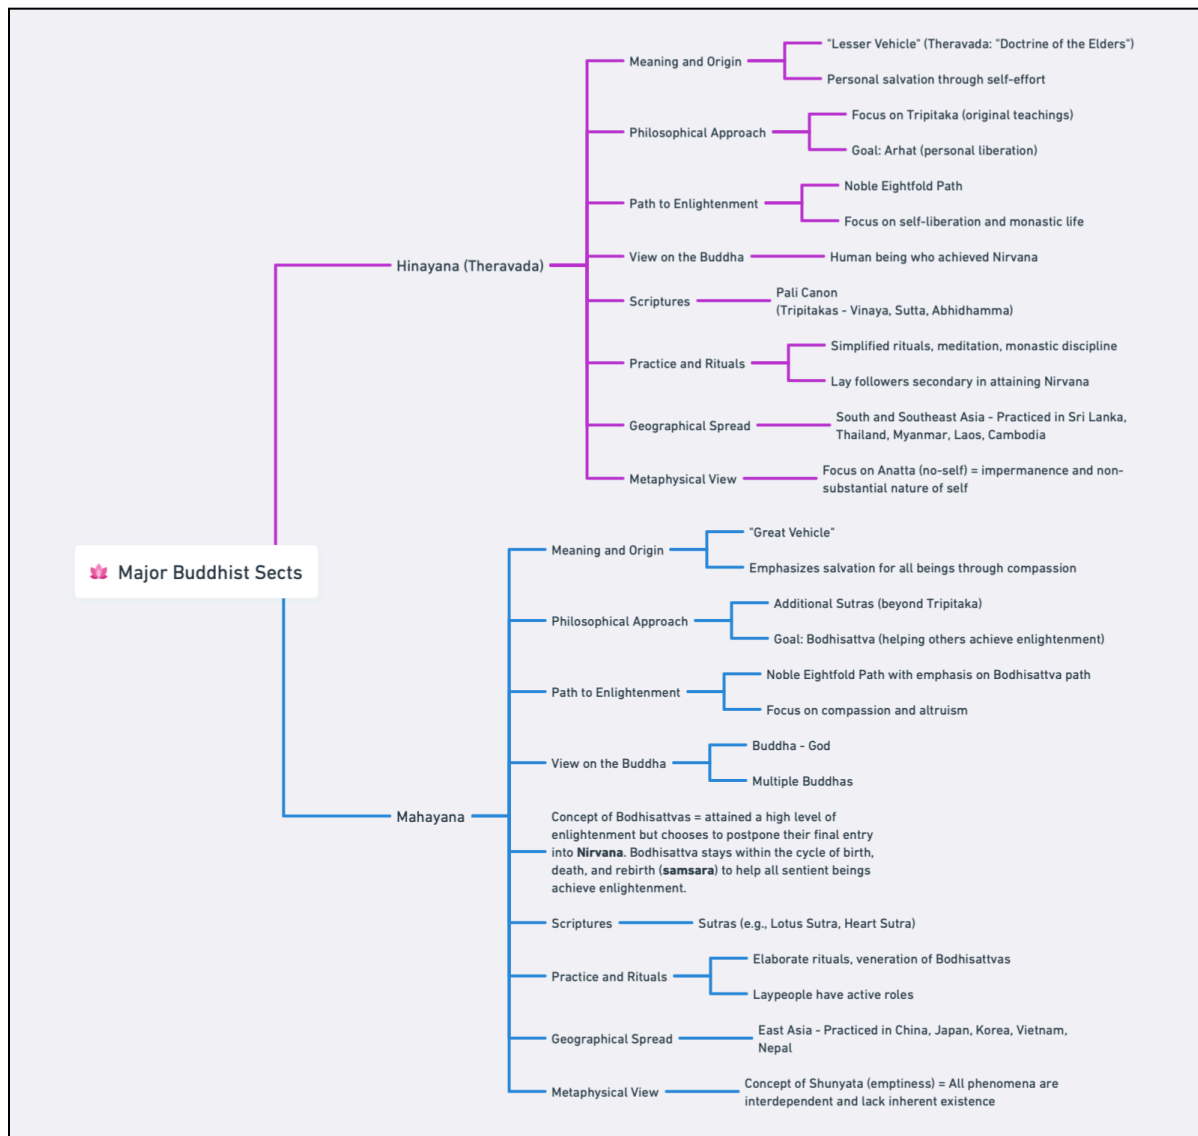 Major Buddhist Sects
Hinayana (Theravada)
Meaning and Origin
"Lesser Vehicle" (Theravada: "Doctrine of the Elders")
Personal salvation through self-effort
Philosophical Approach
Focus on Tripitaka (original teachings)
Goal: Arhat (personal liberation)
Path to Enlightenment
Noble Eightfold Path
Focus on self-liberation and monastic life
View on the Buddha
Human being who achieved Nirvana
Scriptures
Pali Canon
(Tripitakas - Vinaya, Sutta, Abhidhamma)
Practice and Rituals
Simplified rituals, meditation, monastic discipline
Lay followers secondary in attaining Nirvana
Geographical Spread
South and Southeast Asia - Practiced in Sri Lanka,
Thailand, Myanmar, Laos, Cambodia
Metaphysical View
Focus on Anatta (no-self) = impermanence and non-
substantial nature of self
Mahayana
Meaning and Origin
"Great Vehicle"
Emphasizes salvation for all beings through compassion
Philosophical Approach
Additional Sutras (beyond Tripitaka)
Goal: Bodhisattva (helping others achieve enlightenment)
Path to Enlightenment
Noble Eightfold Path with emphasis on Bodhisattva path
Focus on compassion and altruism
View on the Buddha
Buddha - God
Multiple Buddhas
Concept of Bodhisattvas = attained a high level of
enlightenment but chooses to postpone their final entry
into Nirvana. Bodhisattva stays within the cycle of birth,
death, and rebirth (samsara) to help all sentient beings
achieve enlightenment.
Scriptures
Sutras (e.g., Lotus Sutra, Heart Sutra)
Practice and Rituals
Elaborate rituals, veneration of Bodhisattvas
Laypeople have active roles
Geographical Spread
East Asia - Practiced in China, Japan, Korea, Vietnam,
Nepal
Metaphysical View
Concept of Shunyata (emptiness) = All phenomena are
interdependent and lack inherent existence